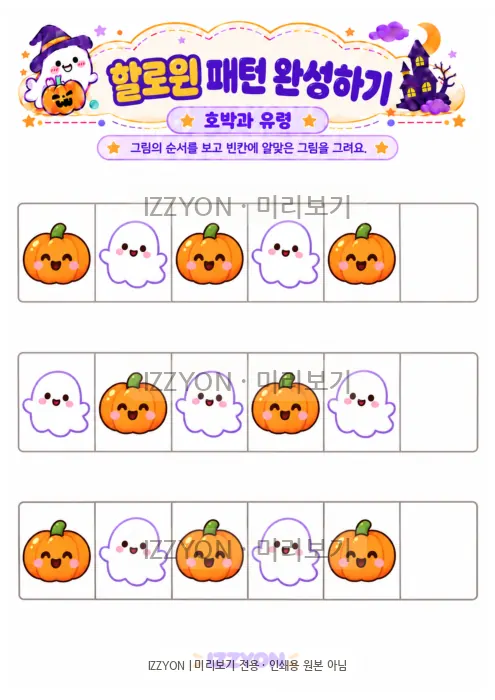 할로윈 패턴 완성하기
호박과 유령
그림의 순서를 보고 빈칸에 알맞은 그림을 그려요.
IZZYON · 미리보기
IZZYON · 미리보기
IZZYON · 미리보기
IZZYON
IZZYON | 미리보기 전용 · 인쇄용 원본 아님